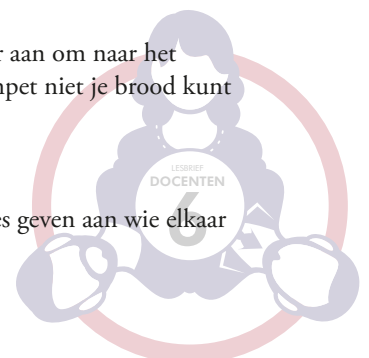 r aan om naar het
npet niet je brood kunt
LESBRIEF
DOCENTEN
6
es geven aan wie elkaar